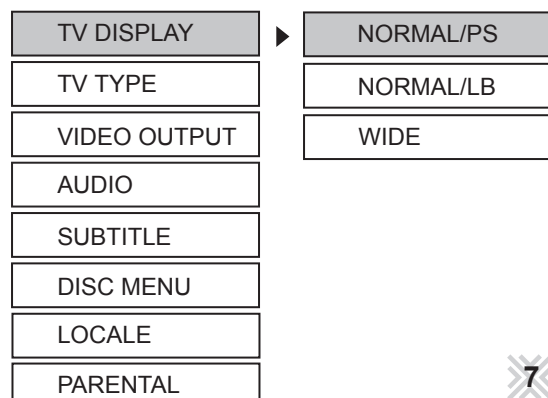 TV DISPLAY
TV TYPE
VIDEO OUTPUT
AUDIO
SUBTITLE
DISC MENU
LOCALE
PARENTAL
NORMAL/PS
NORMAL/LB
WIDE
7